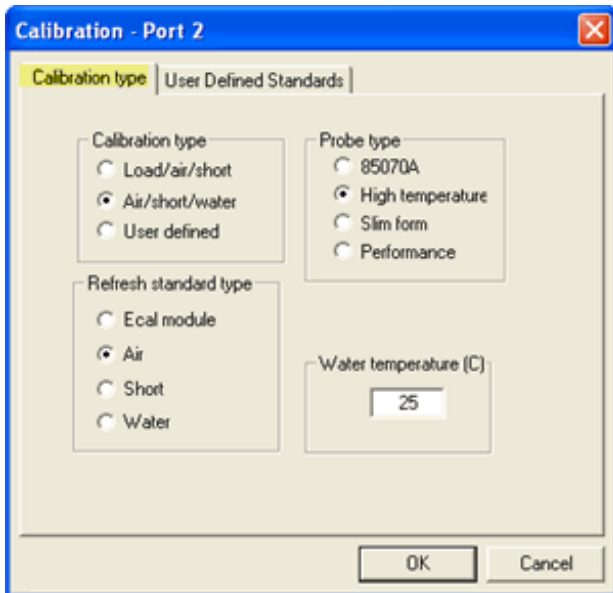 Calibration - Port 2
Calibration type
User Defined Standards
Calibration type
Load/air/short
Air/short/water
User defined
Probe type
85070A
High temperature
Slim form
Performance
Refresh standard type
Ecal module
Air
Short
Water
Water temperature (C)
25
OK
Cancel